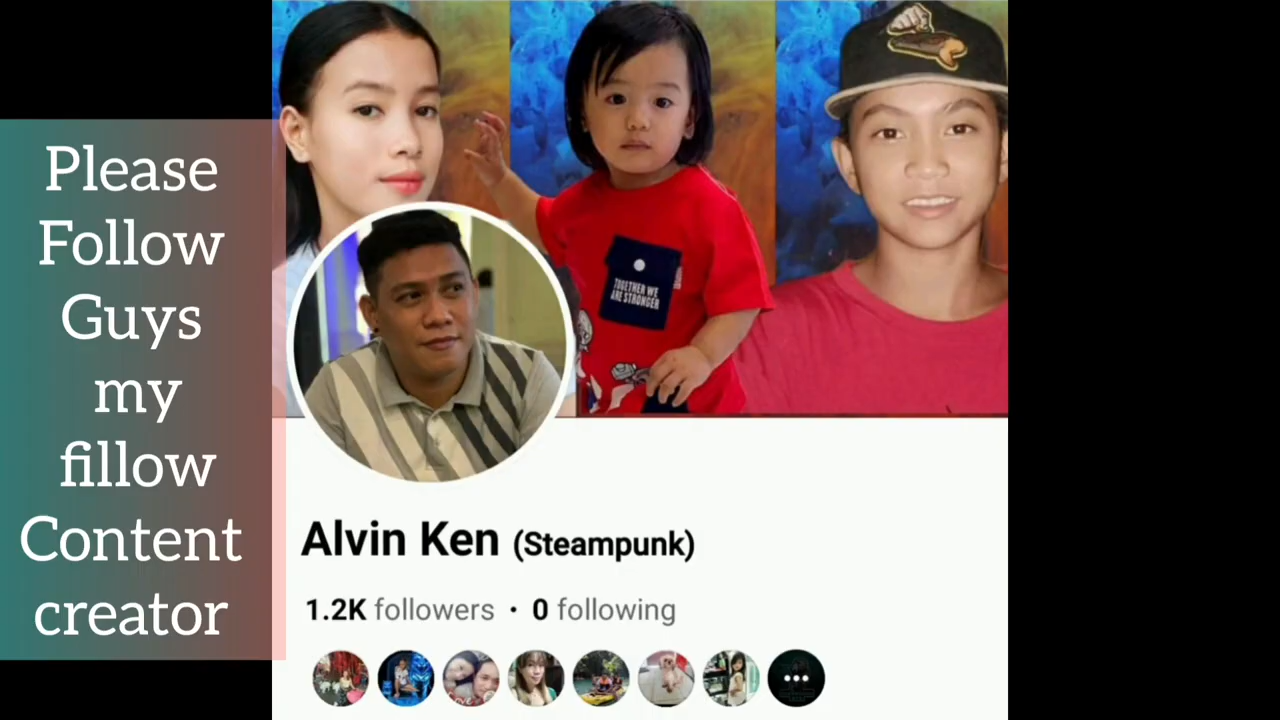 Please
Follow
Guys
my
fillow
Content
creator
TOGETHER WE
ARE STRONGER
Alvin Ken (Steampunk)
1.2K followers · 0 following